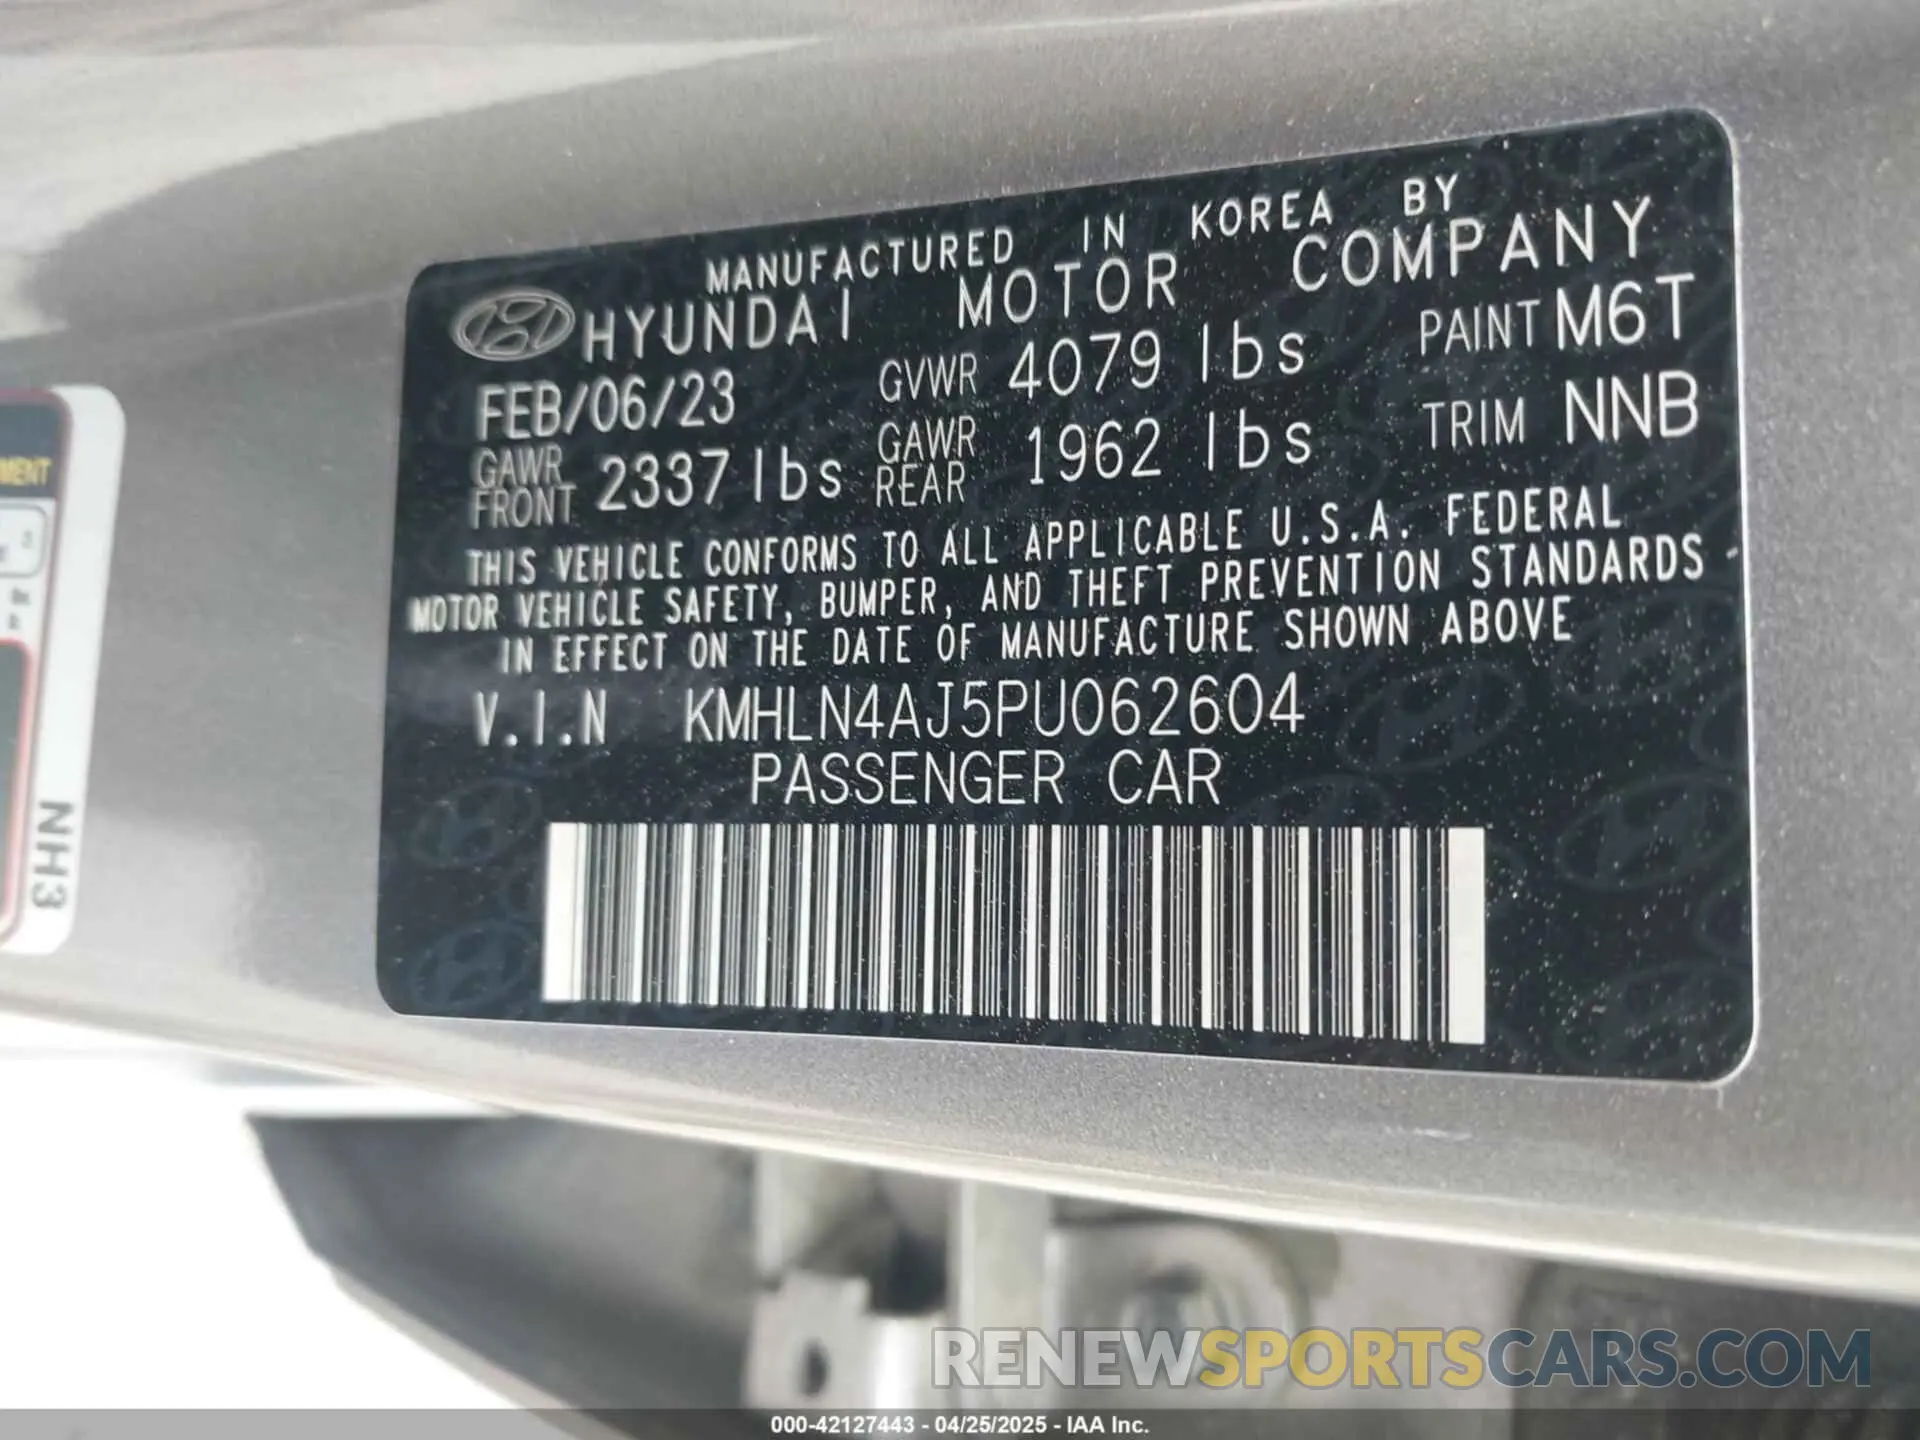 MANUFACTURED IN KOREA BY
HYUNDAI MOTOR COMPANY
FEB/06/23 GVWR 4079 lbs PAINT M6T
GAWR FRONT 2337 lbs GAWR REAR 1962 lbs TRIM NNB
THIS VEHICLE CONFORMS TO ALL APPLICABLE U.S.A. FEDERAL
MOTOR VEHICLE SAFETY, BUMPER, AND THEFT PREVENTION STANDARDS
IN EFFECT ON THE DATE OF MANUFACTURE SHOWN ABOVE
V.I.N KMHLN4AJ5PU062604
PASSENGER CAR
NH3
RENEWSPORTSCARS.COM
000-42127443 - 04/25/2025 - IAA Inc.